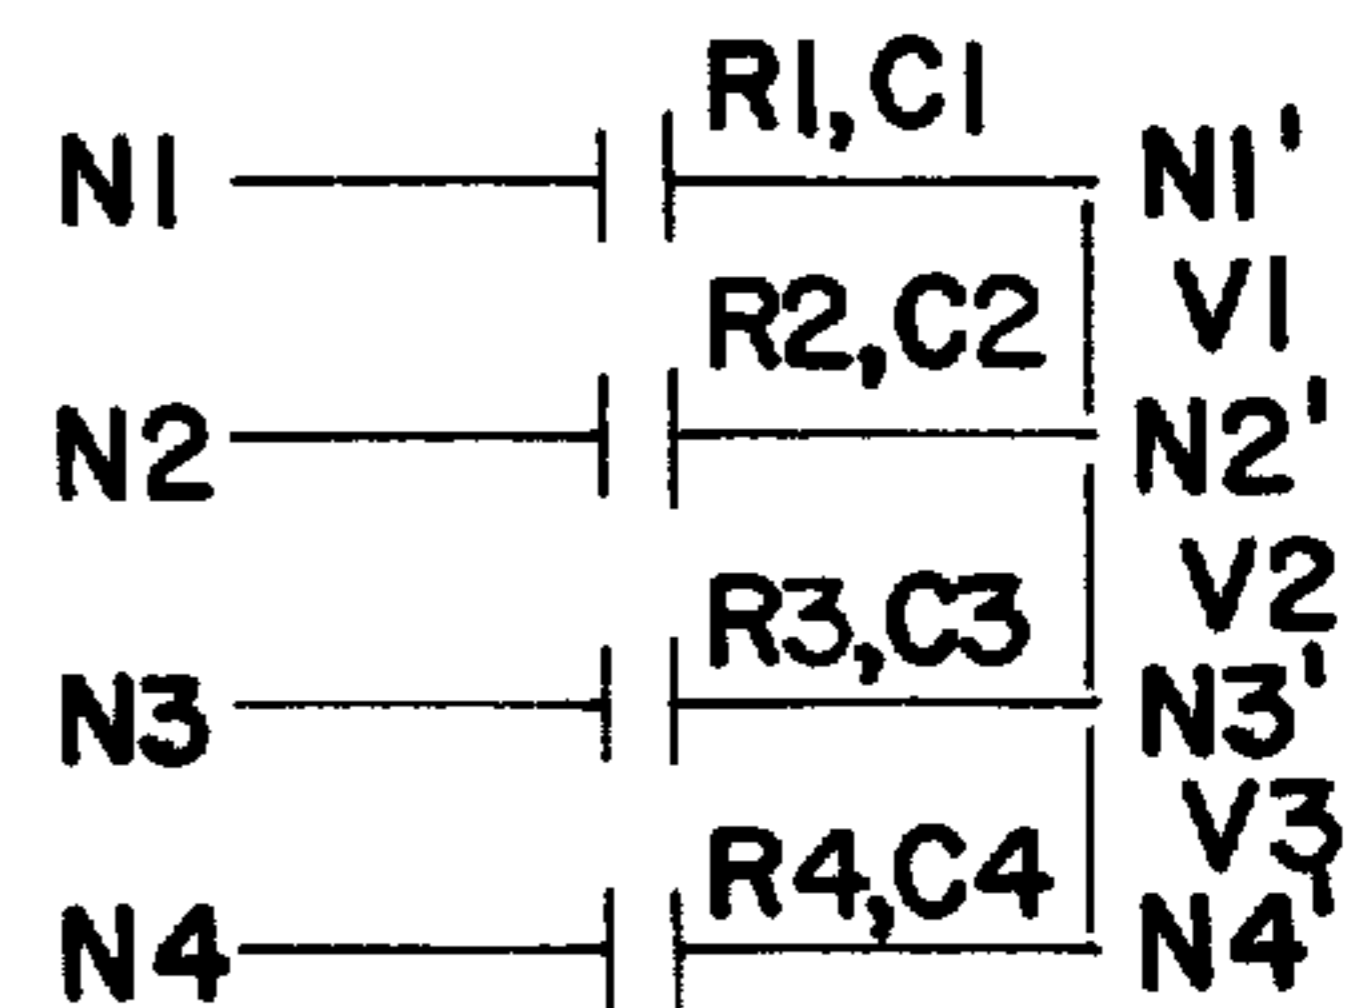 R1,C1
N1 N1'
V1
R2,C2
N2 N2'
V2
R3,C3
N3 N3'
V3
R4,C4
N4 N4'